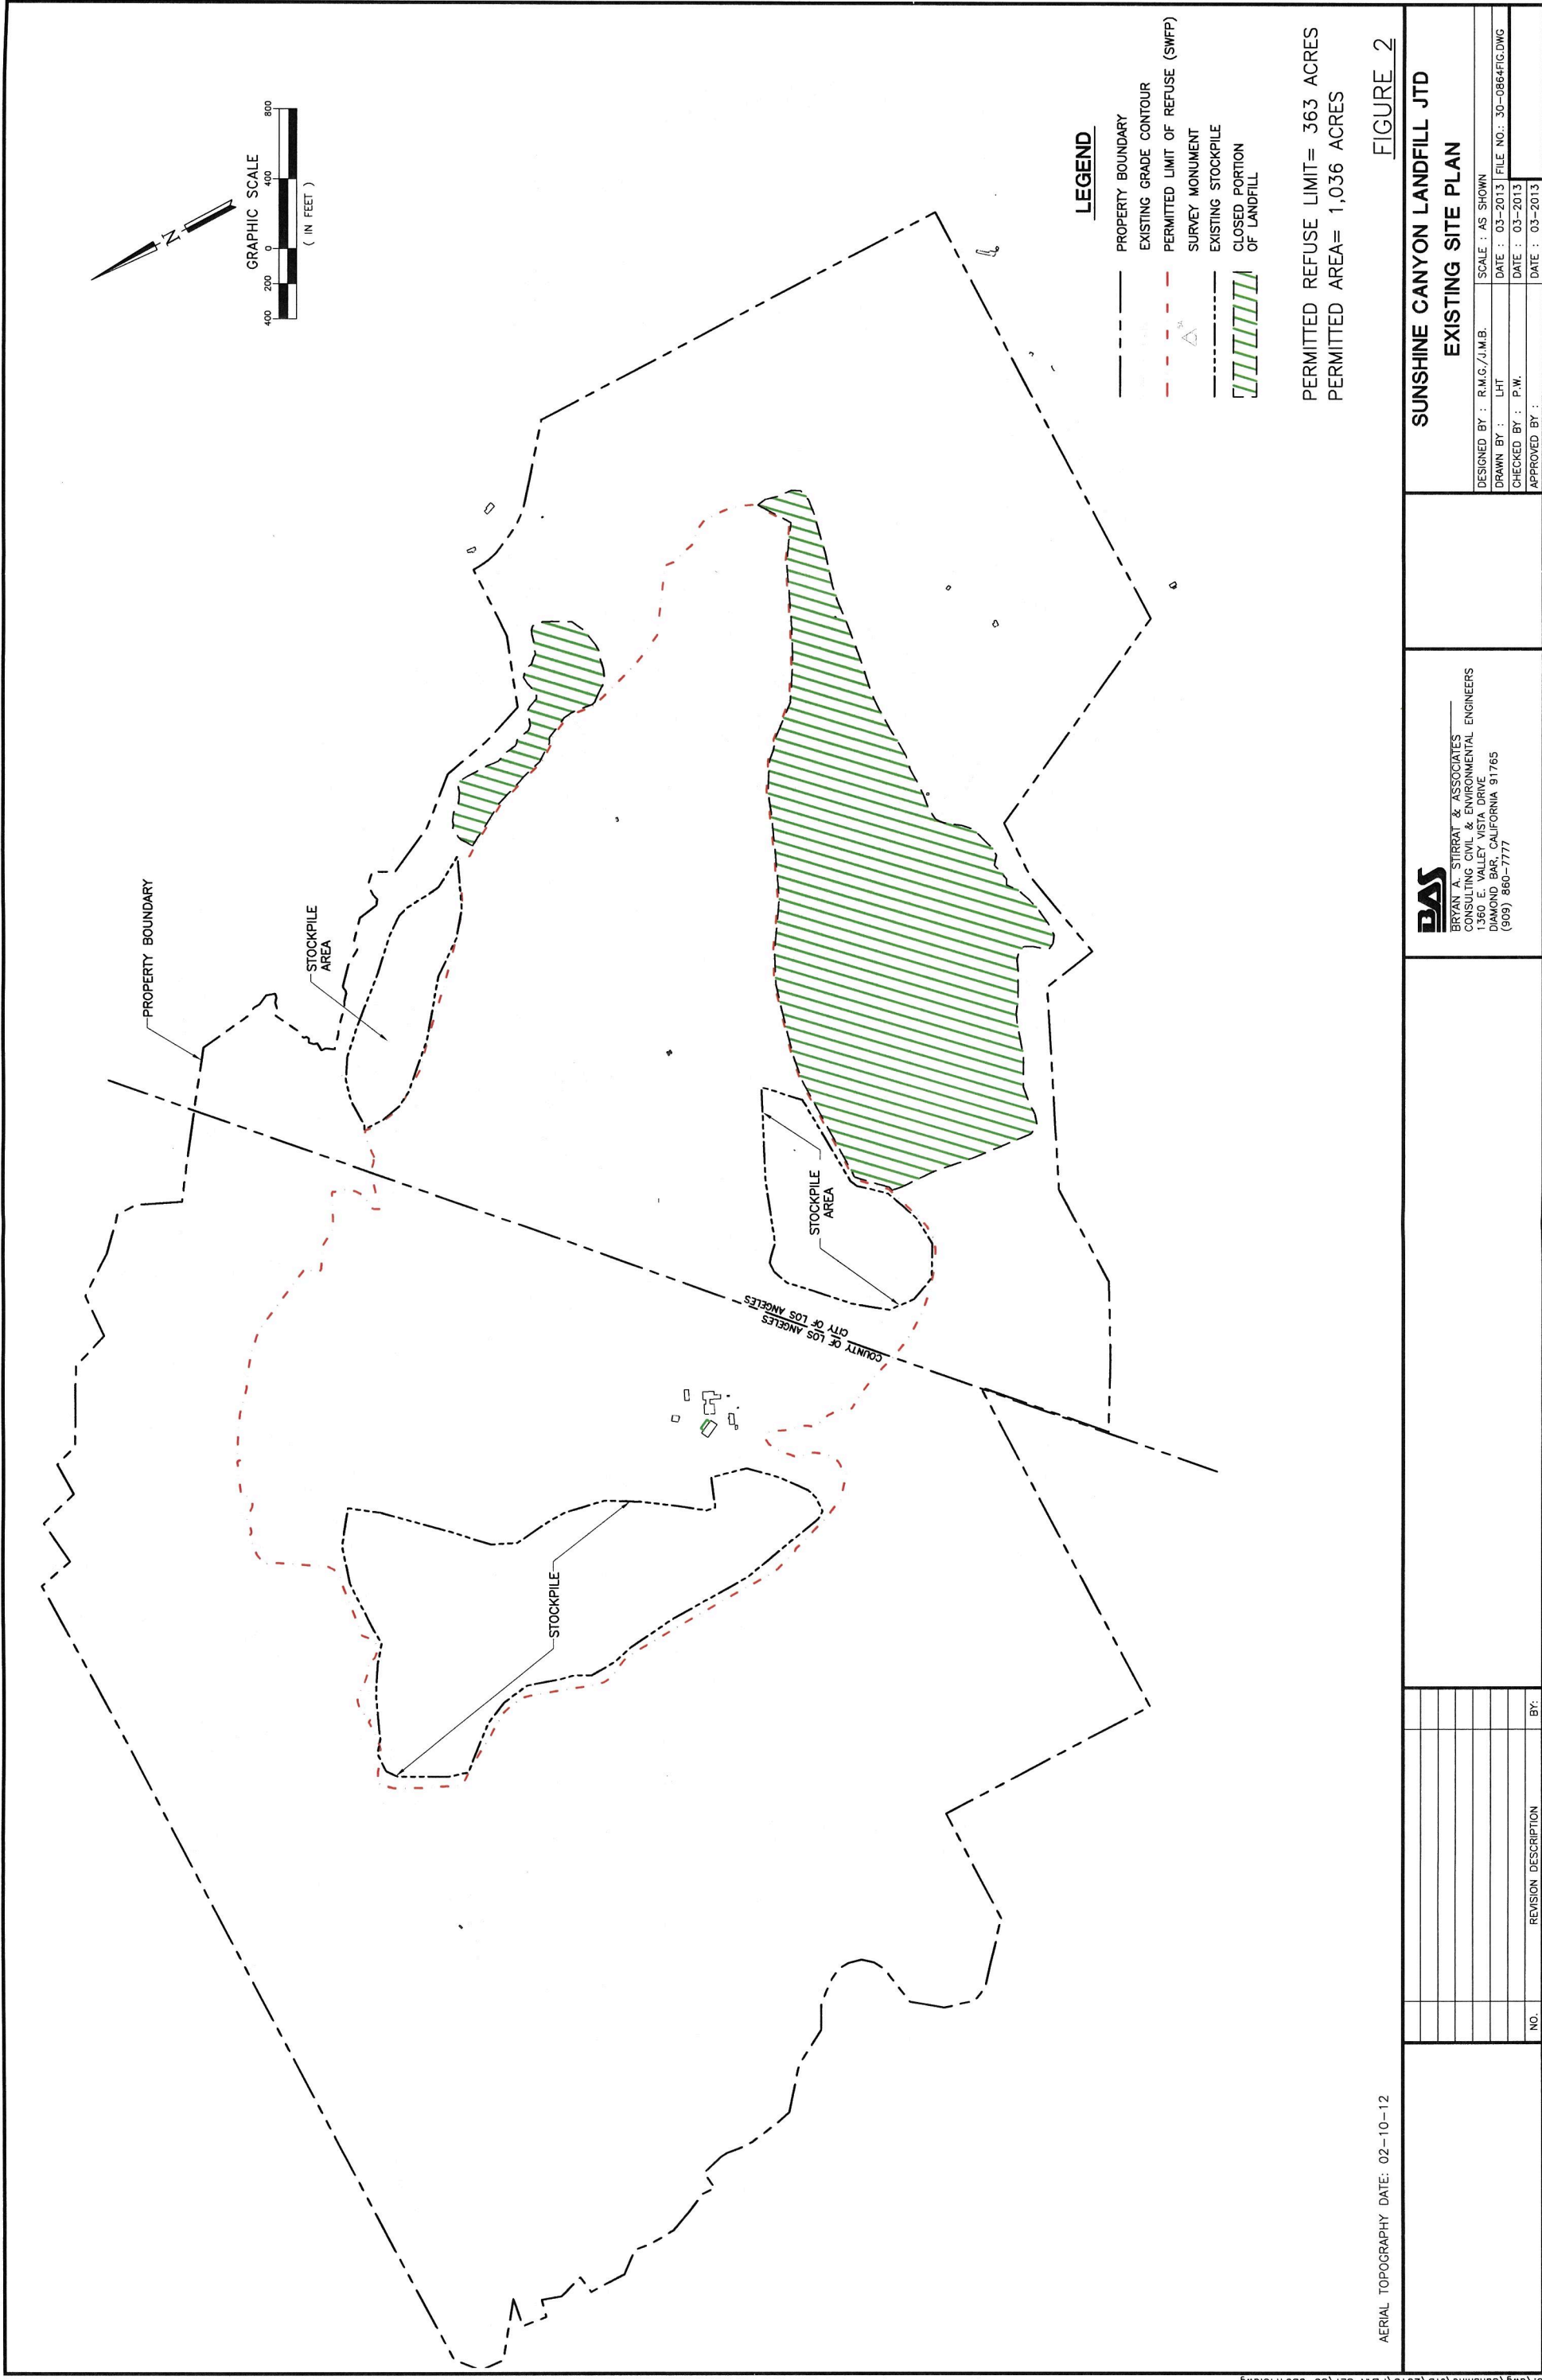 N
GRAPHIC SCALE
400 200 0 400 800
( IN FEET )
PROPERTY BOUNDARY
STOCKPILE
AREA
STOCKPILE
AREA
COUNTY OF LOS ANGELES
CITY OF LOS ANGELES
STOCKPILE
LEGEND
PROPERTY BOUNDARY
EXISTING GRADE CONTOUR
PERMITTED LIMIT OF REFUSE (SWFP)
SURVEY MONUMENT
EXISTING STOCKPILE
CLOSED PORTION
OF LANDFILL
PERMITTED REFUSE LIMIT= 363 ACRES
PERMITTED AREA= 1,036 ACRES
FIGURE 2
AERIAL TOPOGRAPHY DATE: 02-10-12
NO. REVISION DESCRIPTION BY:
BAS
BRYAN A. STIRRAT & ASSOCIATES
CONSULTING CIVIL & ENVIRONMENTAL ENGINEERS
1360 E. VALLEY VISTA DRIVE
DIAMOND BAR, CALIFORNIA 91765
(909) 860-7777
SUNSHINE CANYON LANDFILL JTD
EXISTING SITE PLAN
DESIGNED BY : R.M.G./J.M.B. SCALE : AS SHOWN
DRAWN BY : LHT DATE : 03-2013 FILE NO.: 30-0864FIG.DWG
CHECKED BY : P.W. DATE : 03-2013
APPROVED BY : DATE : 03-2013